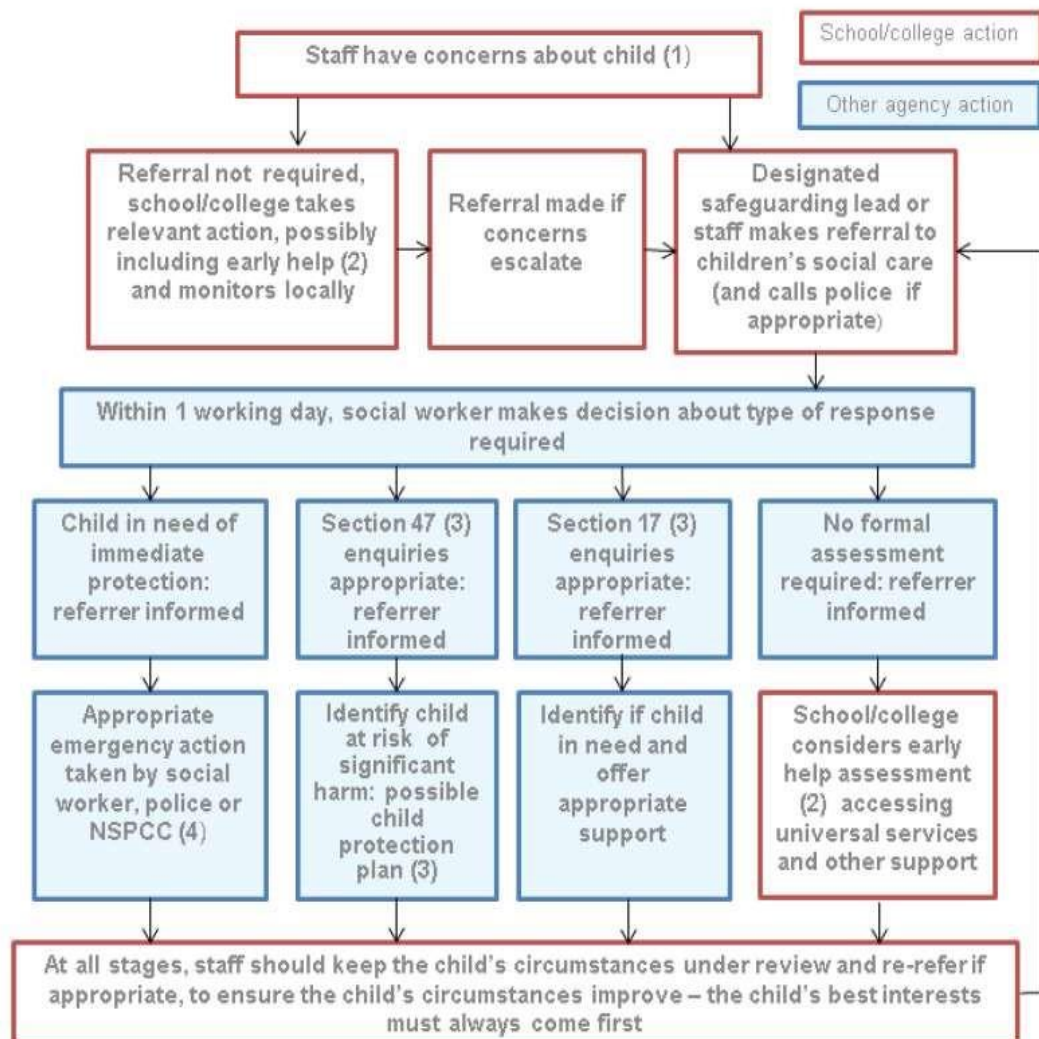 School/college action
Staff have concerns about child (1)
Other agency action
Referral not required,
school/college takes
relevant action, possibly
including early help (2)
and monitors locally
Referral made if
concerns
escalate
Designated
safeguarding lead or
staff makes referral to
children's social care
(and calls police if
appropriate)
Within 1 working day, social worker makes decision about type of response
required
Child in need of
immediate
protection:
referrer informed
Section 47 (3)
enquiries
appropriate:
referrer
informed
Section 17 (3)
enquiries
appropriate:
referrer
informed
No formal
assessment
required: referrer
informed
Appropriate
emergency action
taken by social
worker, police or
NSPCC (4)
Identify child
at risk of
significant
harm: possible
child
protection
plan (3)
Identify if child
in need and
offer
appropriate
support
School/college
considers early
help assessment
(2) accessing
universal services
and other support
At all stages, staff should keep the child's circumstances under review and re-refer if
appropriate, to ensure the child's circumstances improve – the child's best interests
must always come first